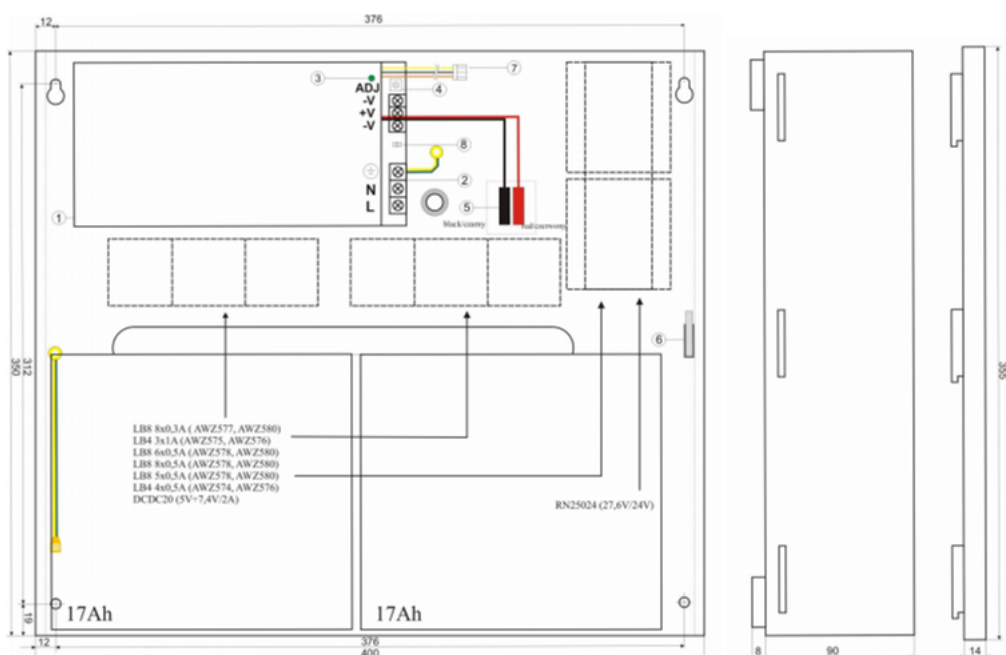 12
376
3
7
ADJ
4
-V
+V
-V
8
2
N
L
1
5
black/czarny
red/czerwony
6
350
312
355
LB8 8x0,3A ( AWZ577, AWZ580)
LB4 3x1A (AWZ575, AWZ576)
LB8 6x0,5A (AWZ578, AWZ580)
LB8 8x0,5A (AWZ578, AWZ580)
LB8 5x0,5A (AWZ578, AWZ580)
LB4 4x0,5A (AWZ574, AWZ576)
DCDC20 (5V÷7,4V/2A)
RN25024 (27,6V/24V)
17Ah
17Ah
19
12
376
400
8
90
14